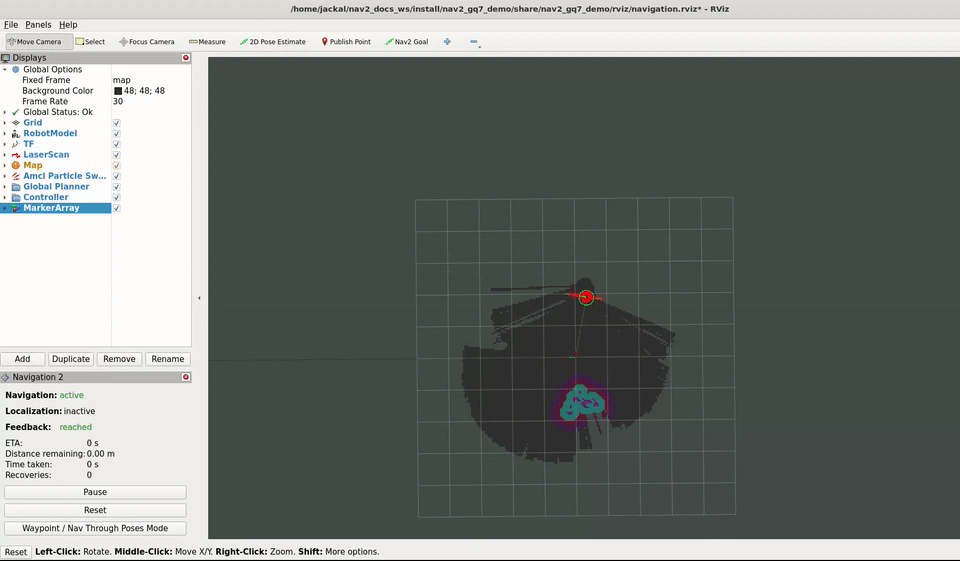 /home/jackal/nav2_docs_ws/install/nav2_gq7_demo/share/nav2_gq7_demo/rviz/navigation.rviz* - RViz
File Panels Help
Move Camera Select Focus Camera Measure 2D Pose Estimate Publish Point Nav2 Goal
Displays
Global Options
Fixed Frame map
Background Color 48; 48; 48
Frame Rate 30
Global Status: Ok
Grid
RobotModel
TF
LaserScan
Map
Amcl Particle Sw...
Global Planner
Controller
MarkerArray
Add Duplicate Remove Rename
Navigation 2
Navigation: active
Localization: inactive
Feedback: reached
ETA: 0 s
Distance remaining: 0.00 m
Time taken: 0 s
Recoveries: 0
Pause
Reset
Waypoint / Nav Through Poses Mode
Reset Left-Click: Rotate. Middle-Click: Move X/Y. Right-Click: Zoom. Shift: More options.